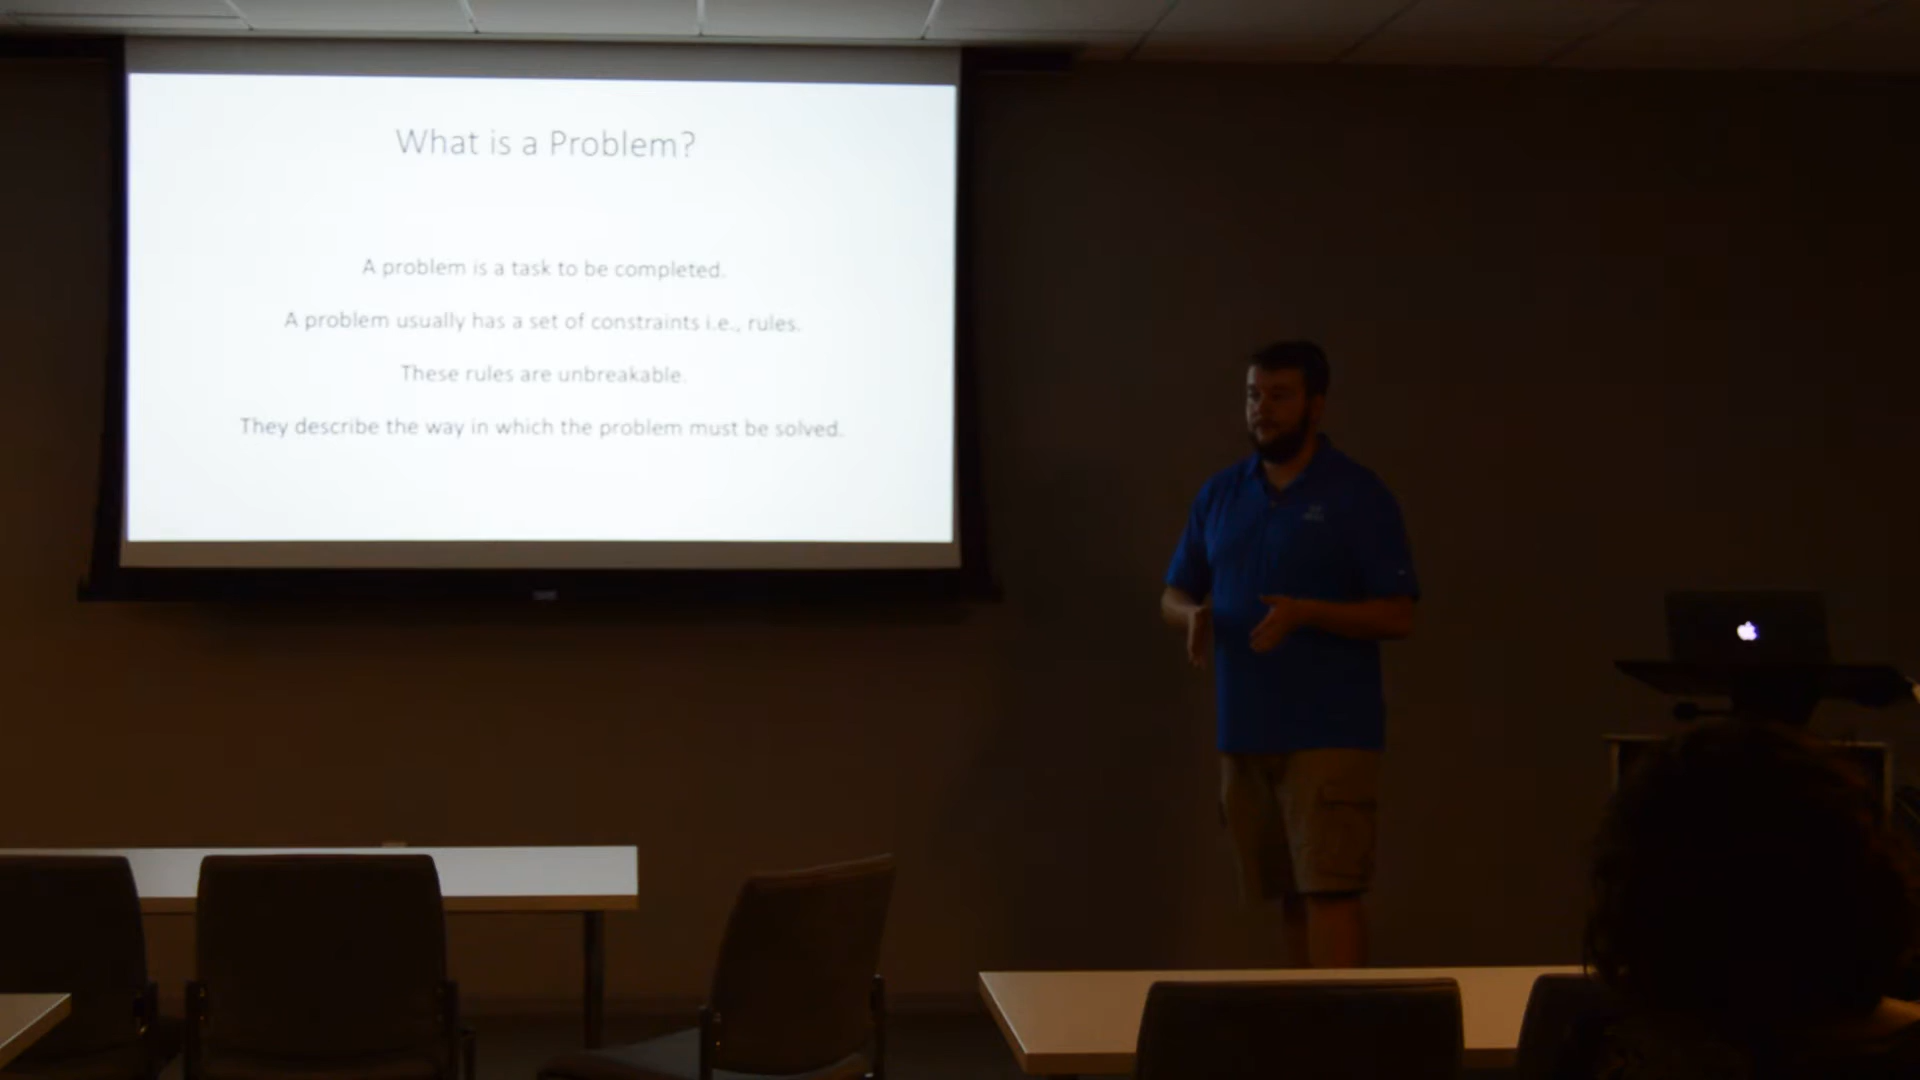 What is a Problem?
A problem is a task to be completed.
A problem usually has a set of constraints i.e., rules.
These rules are unbreakable.
They describe the way in which the problem must be solved.